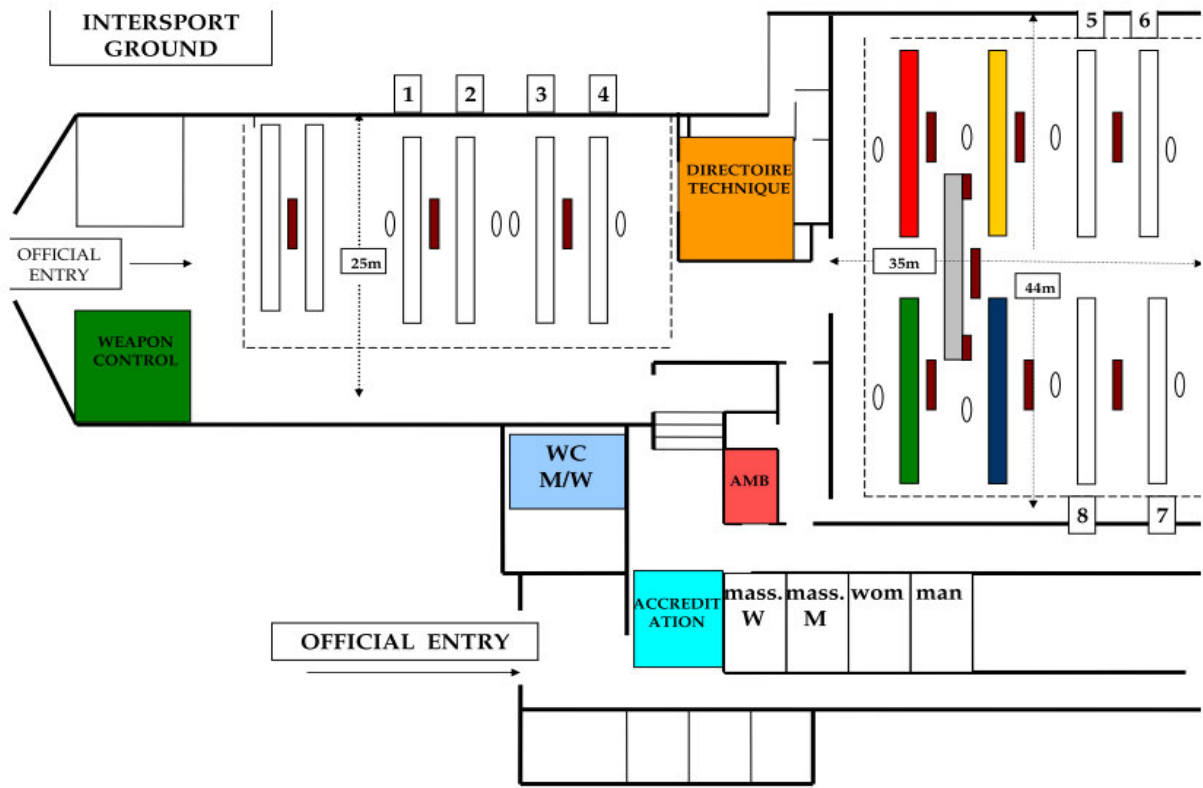 INTERSPORT
GROUND
5
6
1
2
3
4
DIRECTOIRE
TECHNIQUE
OFFICIAL
ENTRY
25m
35m
44m
WEAPON
CONTROL
WC
M/W
AMB
8
7
ACCREDIT
ATION
mass.
W
mass.
M
wom
man
OFFICIAL ENTRY